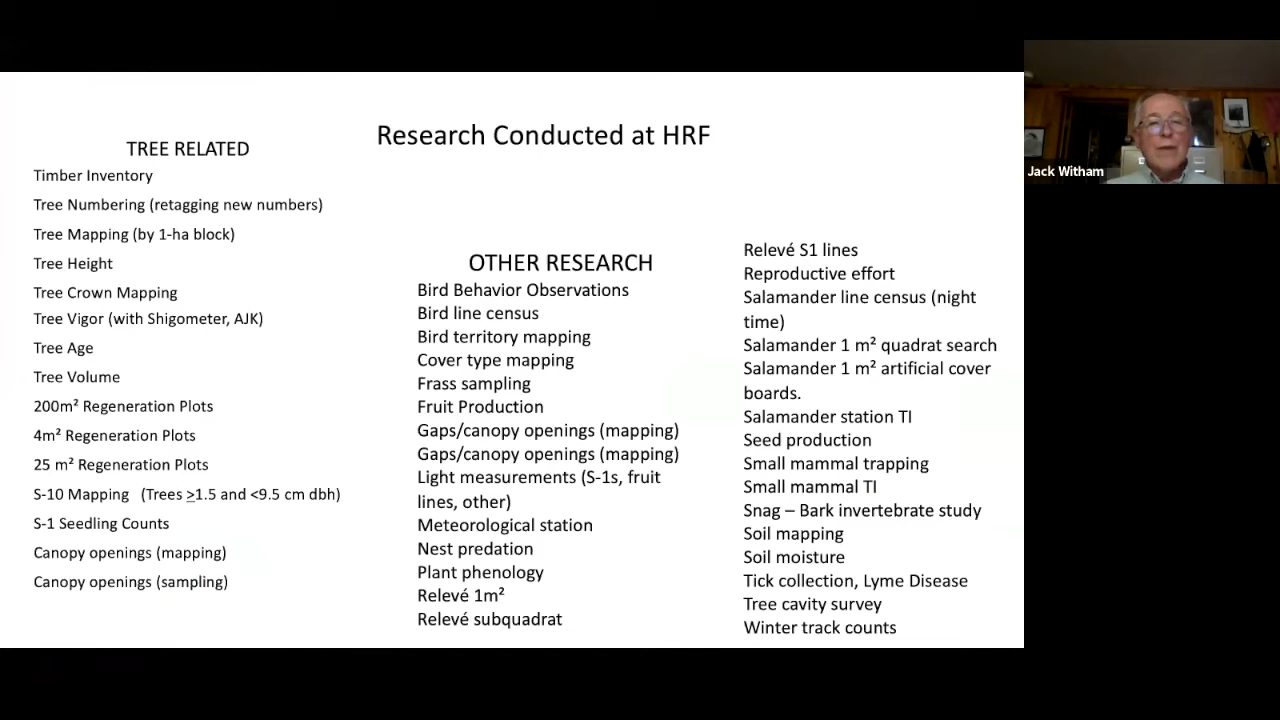 Research Conducted at HRF
TREE RELATED
Timber Inventory
Tree Numbering (retagging new numbers)
Tree Mapping (by 1-ha block)
Tree Height
Tree Crown Mapping
Tree Vigor (with Shigometer, AJK)
Tree Age
Tree Volume
200m² Regeneration Plots
4m² Regeneration Plots
25 m² Regeneration Plots
S-10 Mapping (Trees ≥1.5 and <9.5 cm dbh)
S-1 Seedling Counts
Canopy openings (mapping)
Canopy openings (sampling)
OTHER RESEARCH
Bird Behavior Observations
Bird line census
Bird territory mapping
Cover type mapping
Frass sampling
Fruit Production
Gaps/canopy openings (mapping)
Gaps/canopy openings (mapping)
Light measurements (S-1s, fruit
lines, other)
Meteorological station
Nest predation
Plant phenology
Relevé 1m²
Relevé subquadrat
Relevé S1 lines
Reproductive effort
Salamander line census (night
time)
Salamander 1 m² quadrat search
Salamander 1 m² artificial cover
boards.
Salamander station TI
Seed production
Small mammal trapping
Small mammal TI
Snag – Bark invertebrate study
Soil mapping
Soil moisture
Tick collection, Lyme Disease
Tree cavity survey
Winter track counts
Jack Witham